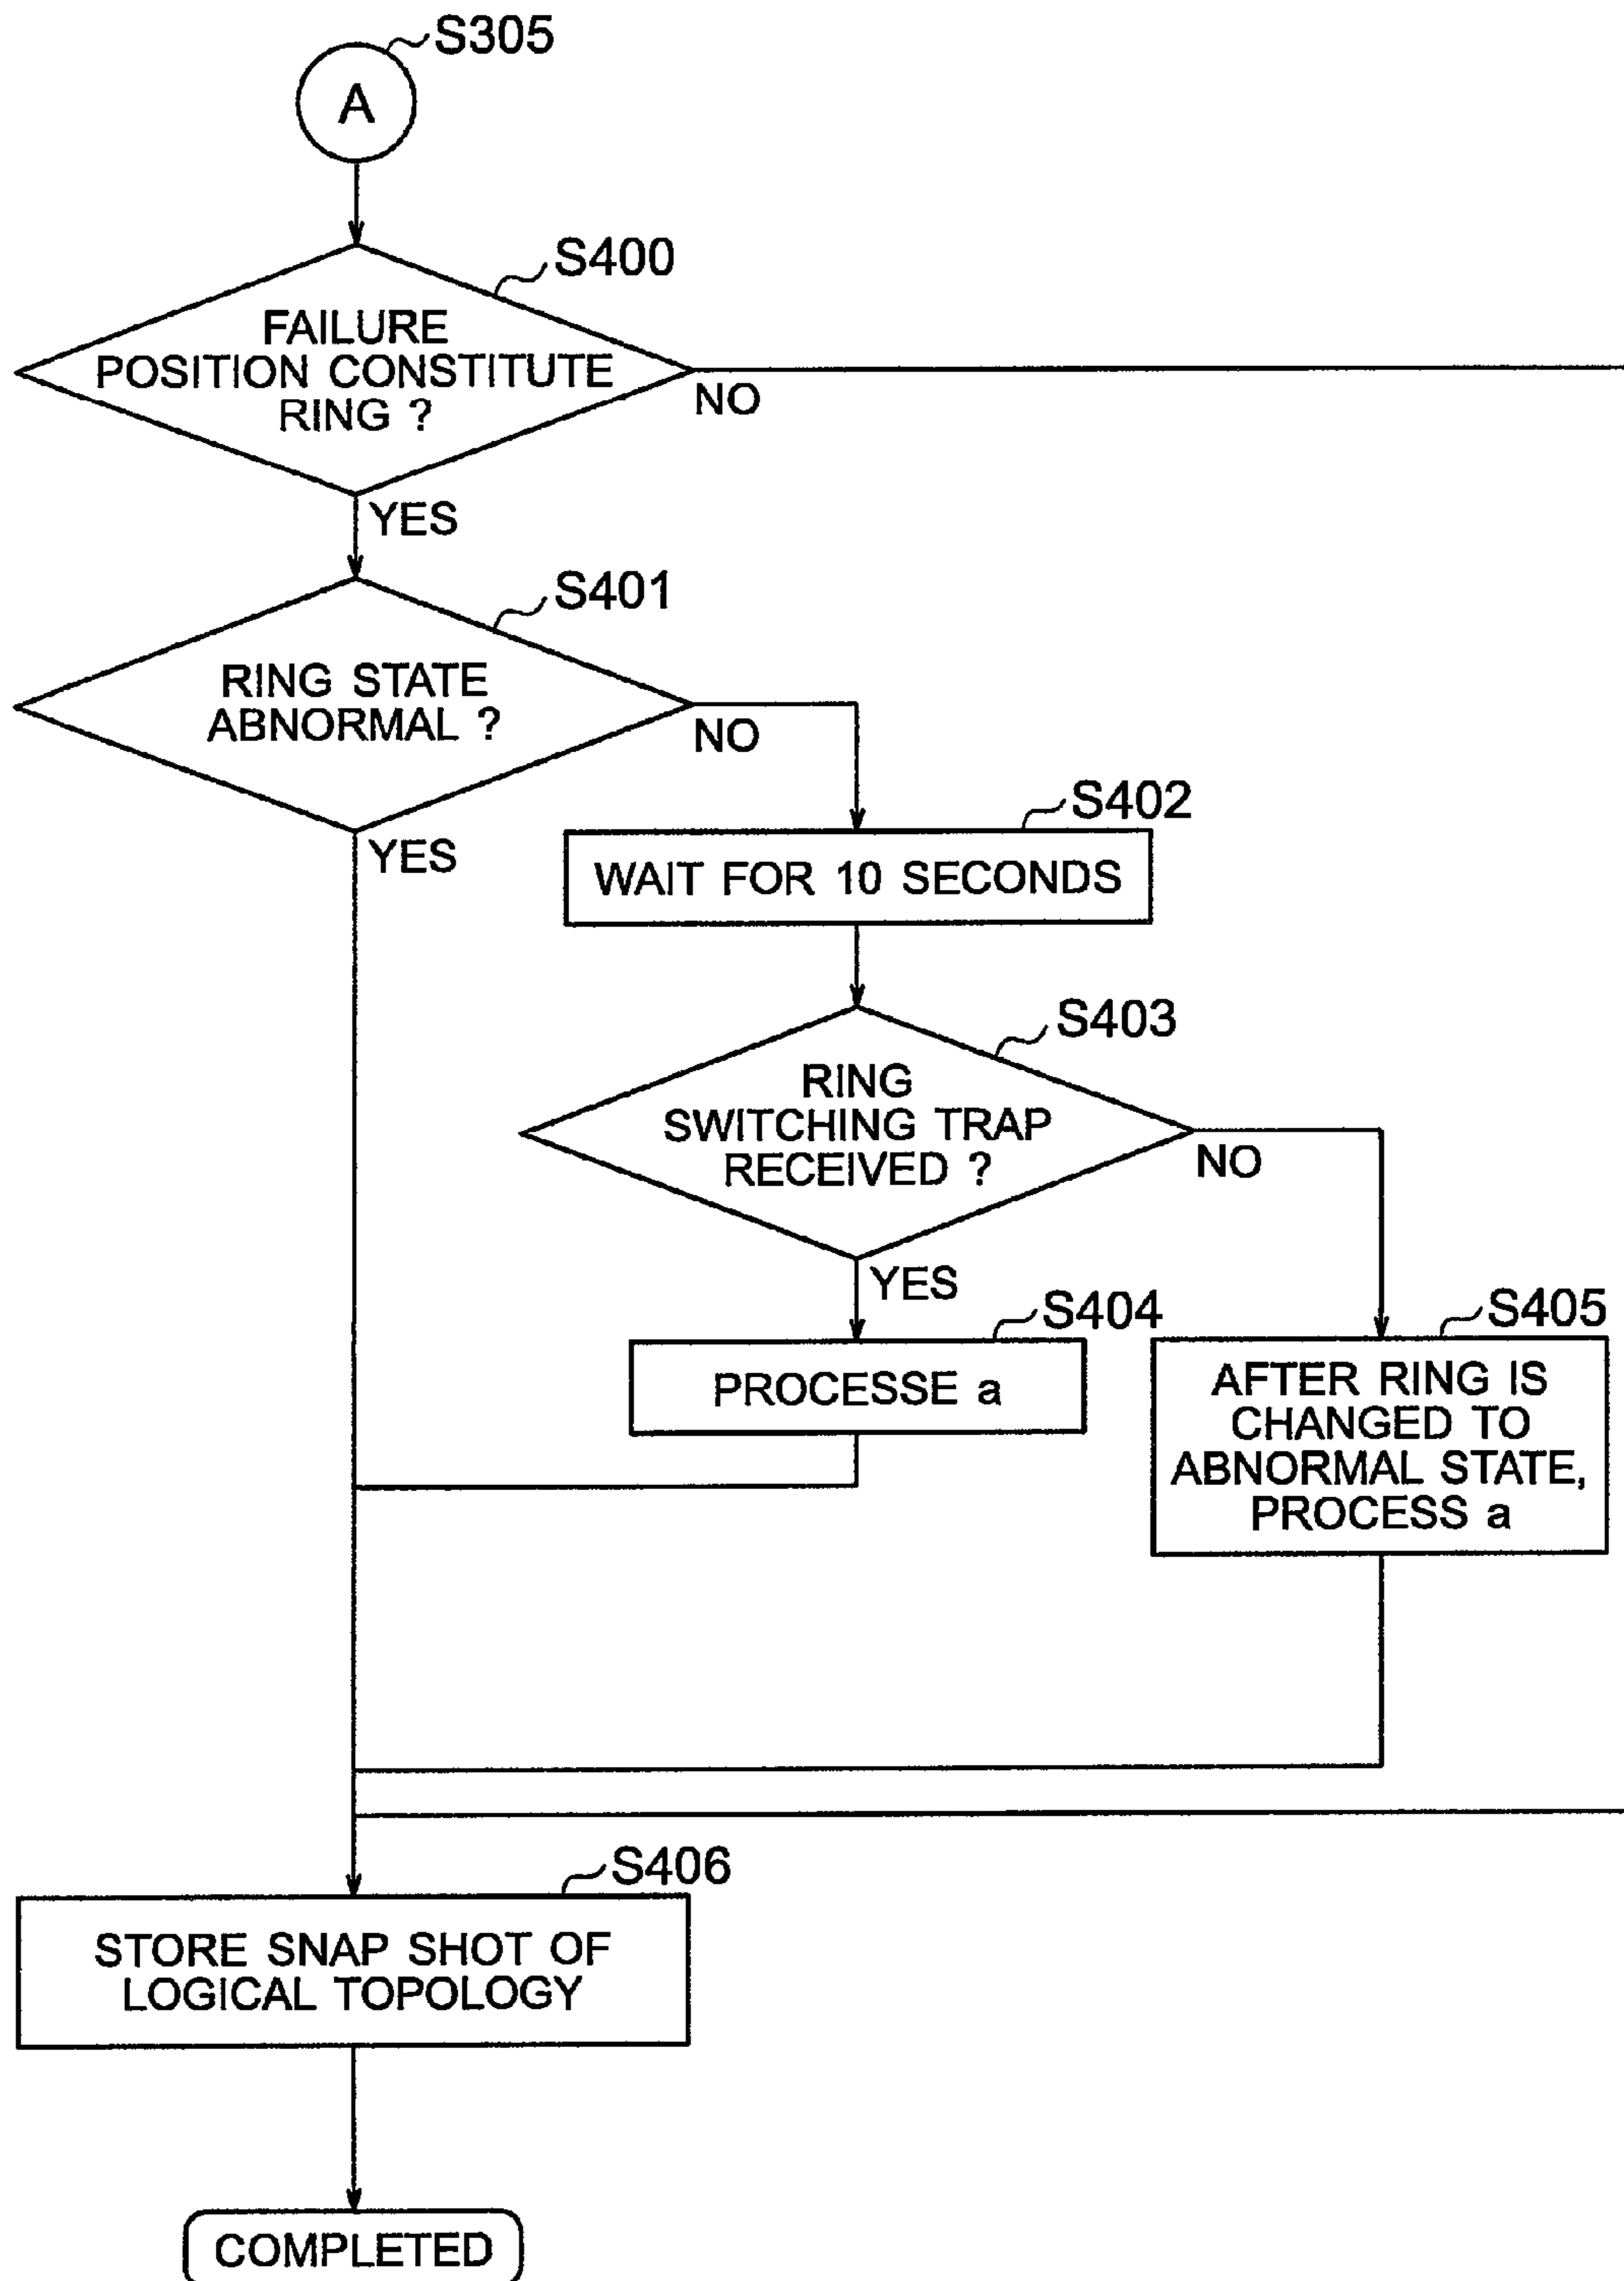 S305
A
S400
FAILURE
POSITION CONSTITUTE
RING ?
NO
YES
S401
RING STATE
ABNORMAL ?
NO
YES
S402
WAIT FOR 10 SECONDS
S403
RING
SWITCHING TRAP
RECEIVED ?
NO
YES
S404
PROCESSE a
S405
AFTER RING IS
CHANGED TO
ABNORMAL STATE,
PROCESS a
S406
STORE SNAP SHOT OF
LOGICAL TOPOLOGY
COMPLETED